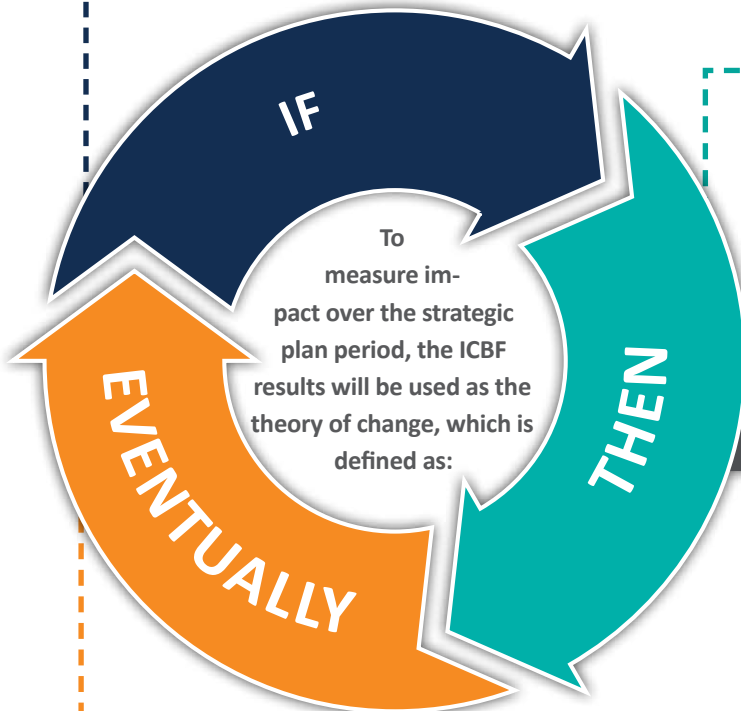 IF
To
measure im-
pact over the strategic
plan period, the ICBF
results will be used as the
theory of change, which is
defined as:
THEN
EVENTUALLY